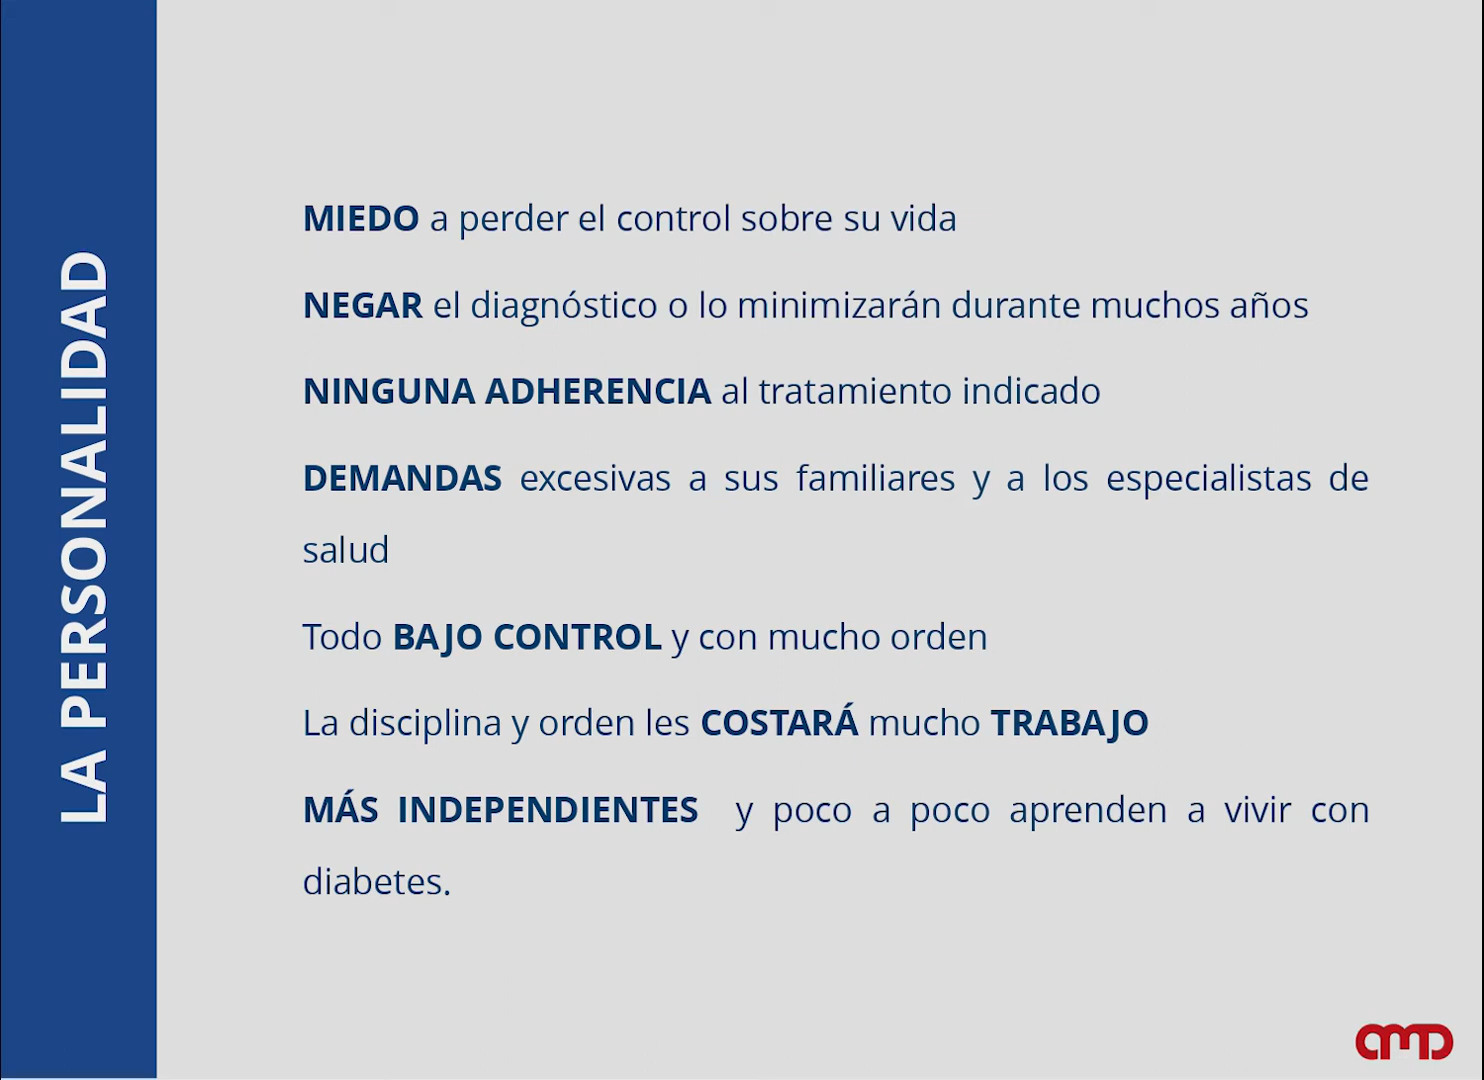 LA PERSONALIDAD
MIEDO a perder el control sobre su vida
NEGAR el diagnóstico o lo minimizarán durante muchos años
NINGUNA ADHERENCIA al tratamiento indicado
DEMANDAS excesivas a sus familiares y a los especialistas de
salud
Todo BAJO CONTROL y con mucho orden
La disciplina y orden les COSTARÁ mucho TRABAJO
MÁS INDEPENDIENTES y poco a poco aprenden a vivir con
diabetes.
amd